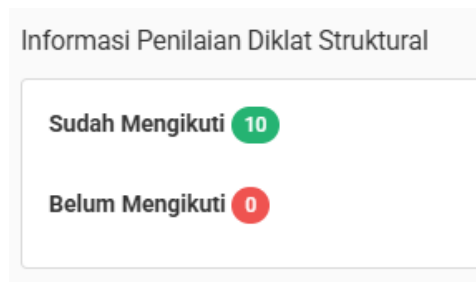 Informasi Penilaian Diklat Struktural
Sudah Mengikuti 10
Belum Mengikuti 0